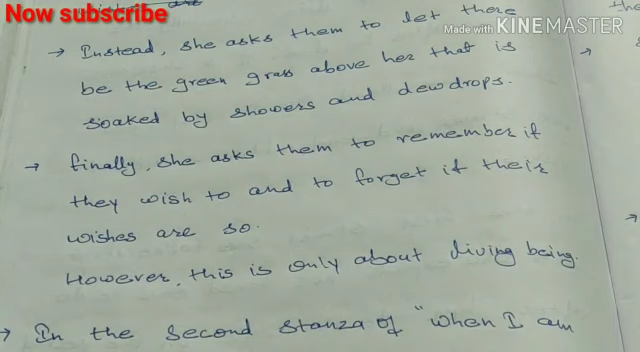 Now subscribe
Made with KINEMASTER
→ Instead, she asks them to let there
be the green grass above her that is
soaked by showers and dewdrops.
→ finally, she asks them to remember if
they wish to and to forget if their
wishes are so.
However, this is only about living being.
→ In the second stanza of "when I am